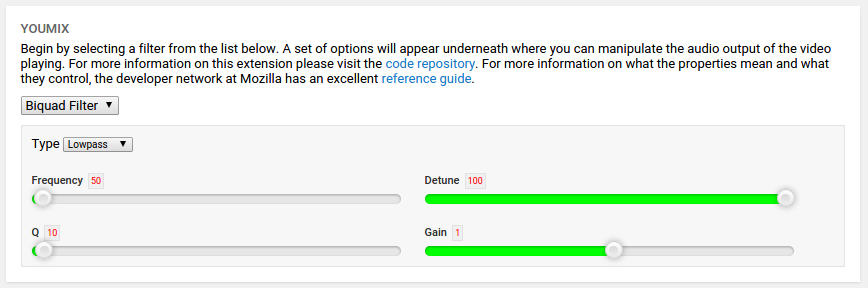 YOUMIX
Begin by selecting a filter from the list below. A set of options will appear underneath where you can manipulate the audio output of the video
playing. For more information on this extension please visit the code repository. For more information on what the properties mean and what
they control, the developer network at Mozilla has an excellent reference guide.
Biquad Filter
Type Lowpass
Frequency 50 Detune 100
Q 10 Gain 1